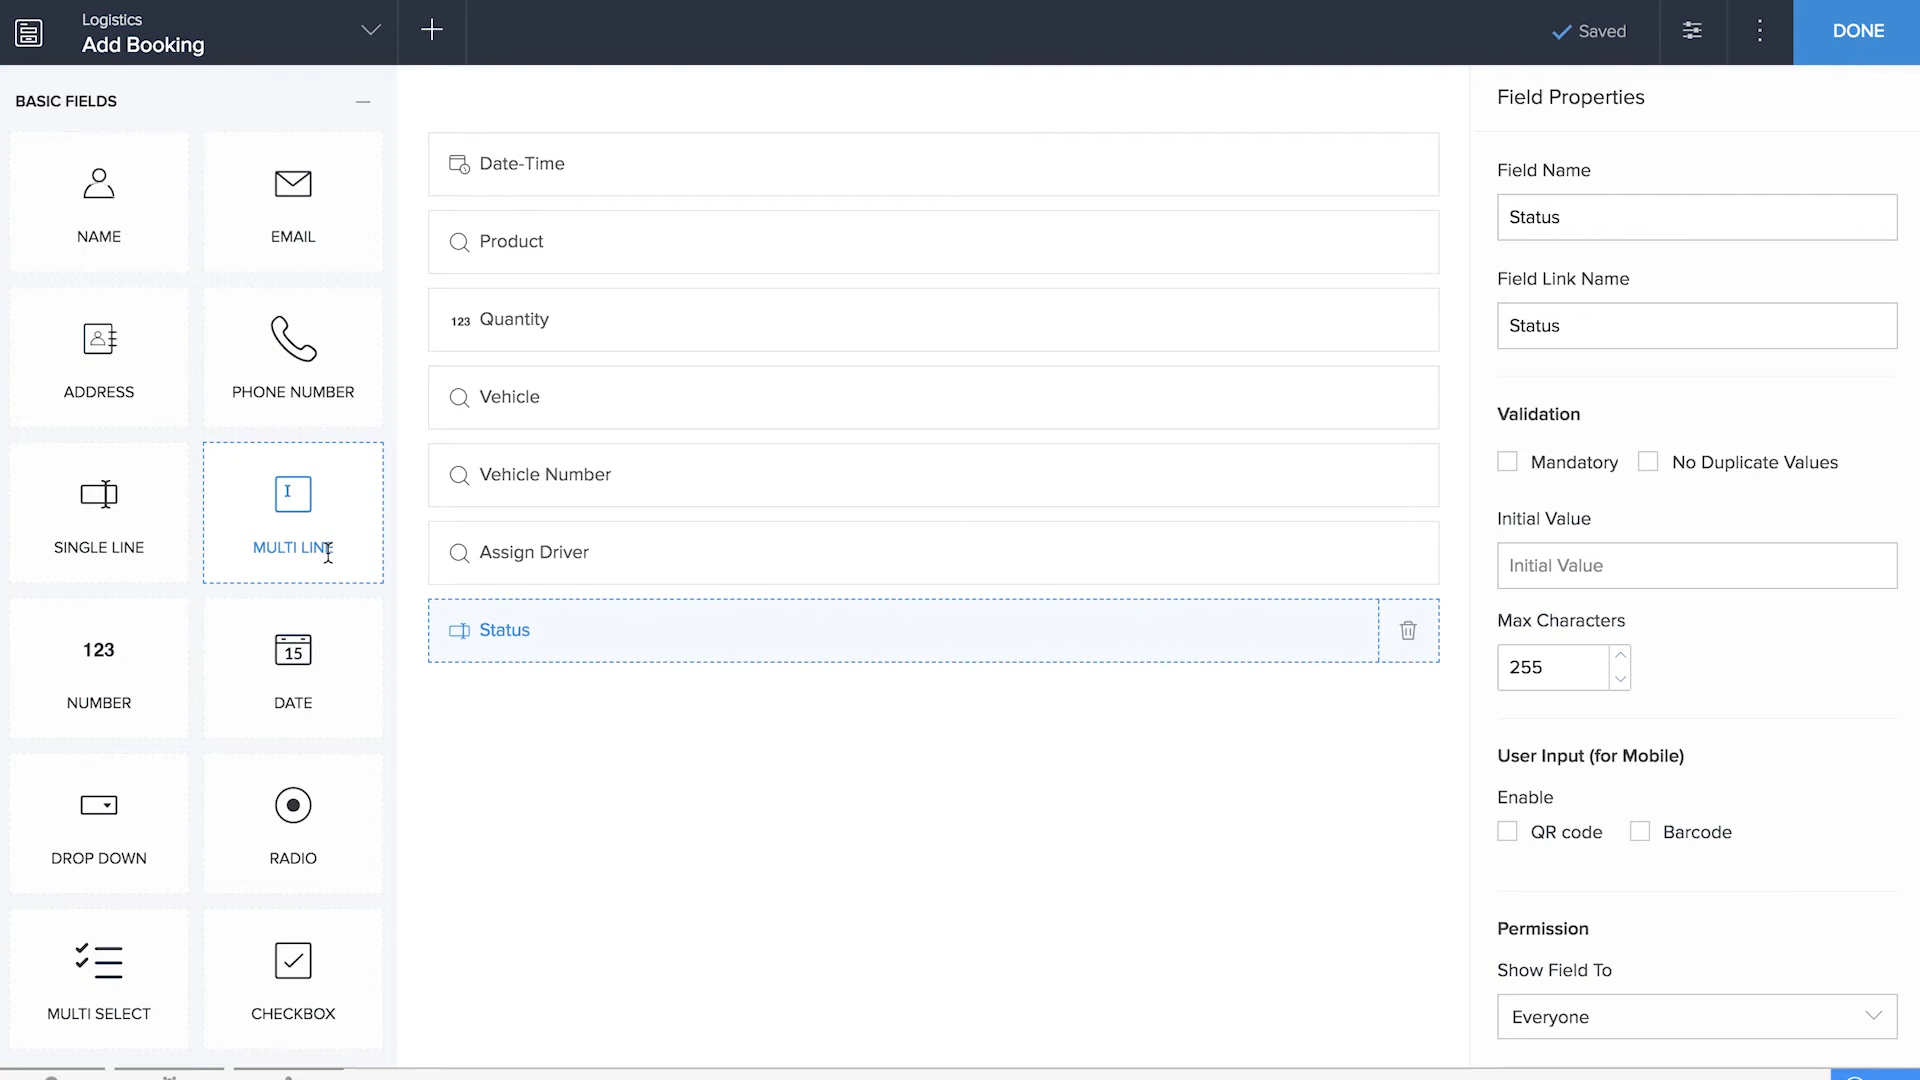 Logistics
Add Booking
Saved
DONE
BASIC FIELDS
NAME
EMAIL
ADDRESS
PHONE NUMBER
SINGLE LINE
MULTI LINE
123
NUMBER
15
DATE
DROP DOWN
RADIO
MULTI SELECT
CHECKBOX
Date-Time
Product
123 Quantity
Vehicle
Vehicle Number
Assign Driver
Status
Field Properties
Field Name
Status
Field Link Name
Status
Validation
Mandatory
No Duplicate Values
Initial Value
Initial Value
Max Characters
255
User Input (for Mobile)
Enable
QR code
Barcode
Permission
Show Field To
Everyone